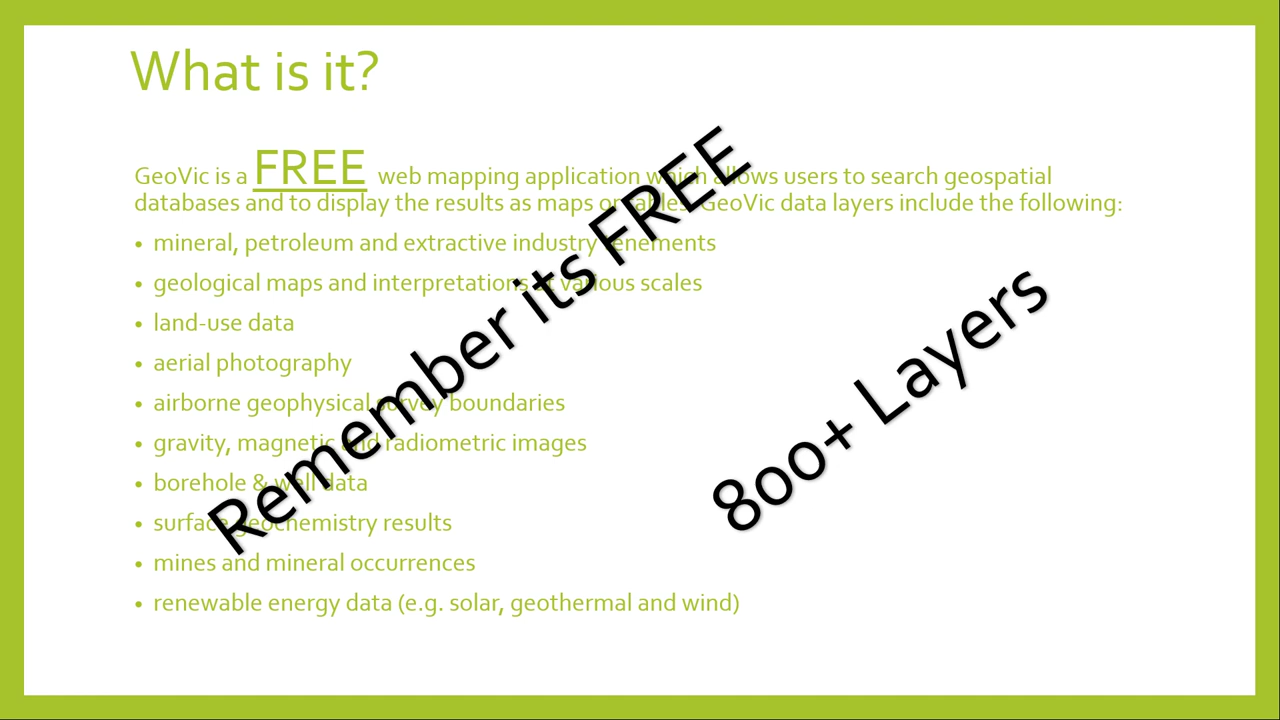 What is it?
GeoVic is a FREE web mapping application which allows users to search geospatial
databases and to display the results as maps or tables. GeoVic data layers include the following:
• mineral, petroleum and extractive industry tenements
• geological maps and interpretations at various scales
• land-use data
• aerial photography
• airborne geophysical survey boundaries
• gravity, magnetic and radiometric images
• borehole & well data
• surface geochemistry results
• mines and mineral occurrences
• renewable energy data (e.g. solar, geothermal and wind)
Remember its FREE
800+ Layers